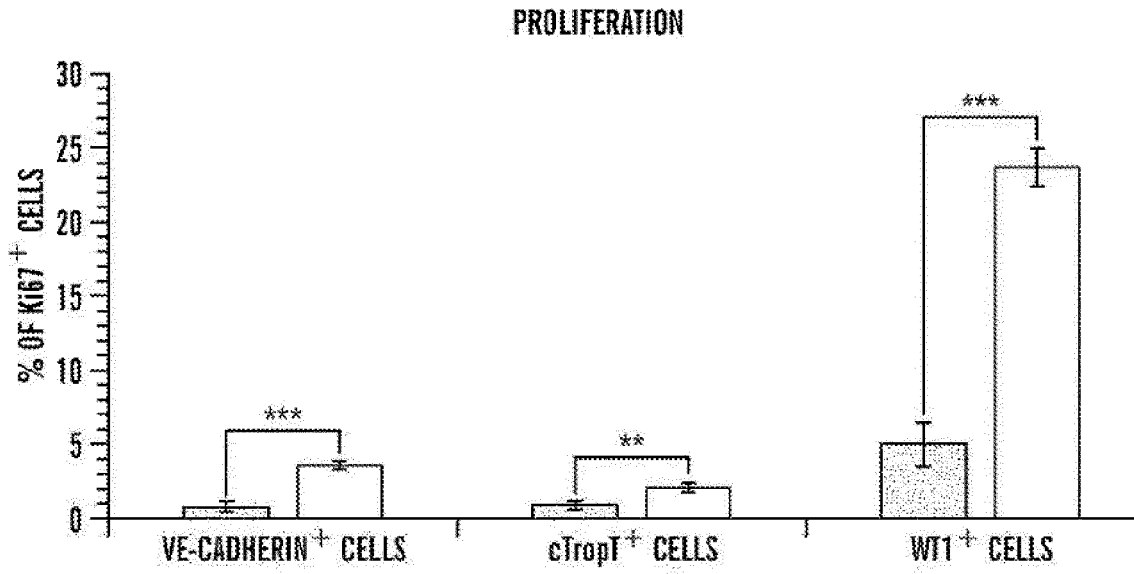 PROLIFERATION
% OF Ki67+ CELLS
30
25
20
15
10
5
0
***
**
***
VE-CADHERIN+ CELLS
cTropT+ CELLS
WT1+ CELLS